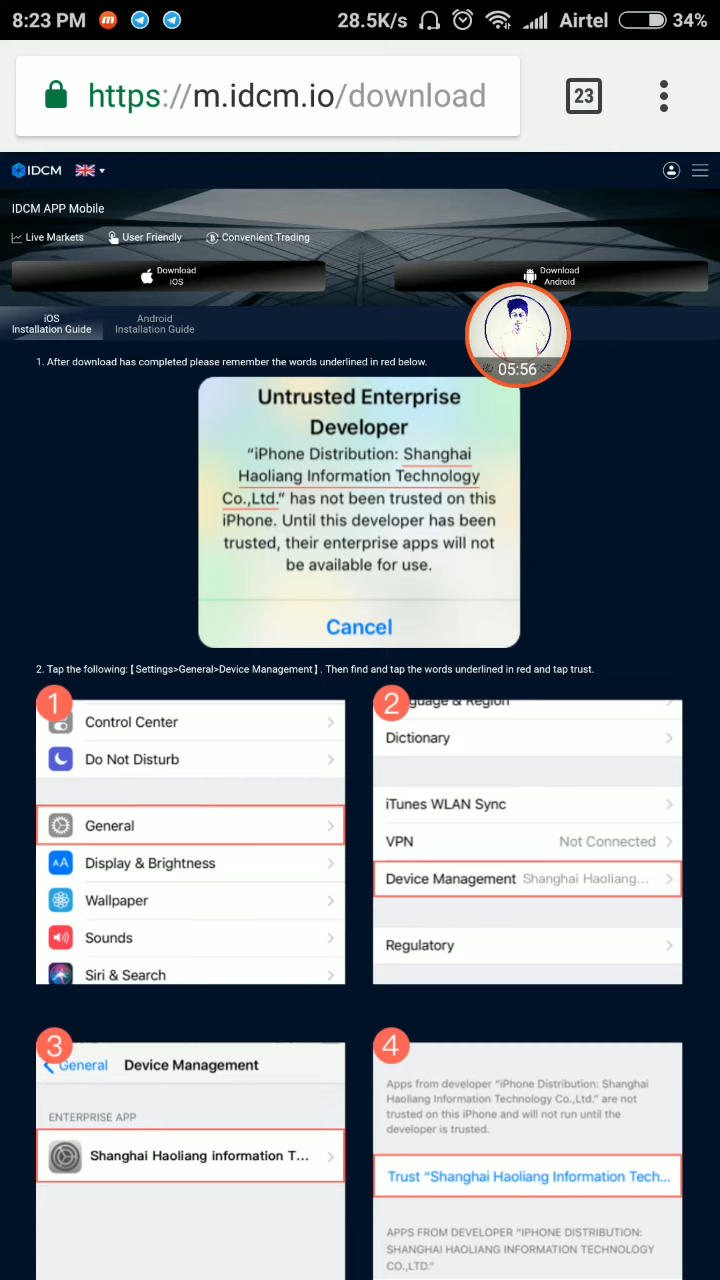 8:23 PM
28.5K/s
Airtel
34%
https://m.idcm.io/download
23
IDCM
IDCM APP Mobile
Live Markets
User Friendly
Convenient Trading
Download
iOS
Download
Android
iOS
Installation Guide
Android
Installation Guide
05:56
1. After download has completed please remember the words underlined in red below.
Untrusted Enterprise
Developer
“iPhone Distribution: Shanghai
Haoliang Information Technology
Co.,Ltd.” has not been trusted on this
iPhone. Until this developer has been
trusted, their enterprise apps will not
be available for use.
Cancel
2. Tap the following:【Settings>General>Device Management】. Then find and tap the words underlined in red and tap trust.
1
Control Center
Do Not Disturb
General
Display & Brightness
Wallpaper
Sounds
Siri & Search
2
& Region
Dictionary
iTunes WLAN Sync
VPN Not Connected
Device Management Shanghai Haoliang...
Regulatory
3
General Device Management
ENTERPRISE APP
Shanghai Haoliang information T...
4
Apps from developer “iPhone Distribution: Shanghai
Haoliang Information Technology Co.,Ltd.” are not
trusted on this iPhone and will not run until the
developer is trusted.
Trust “Shanghai Haoliang Information Tech...
APPS FROM DEVELOPER “IPHONE DISTRIBUTION:
SHANGHAI HAOLIANG INFORMATION TECHNOLOGY
CO.,LTD.”